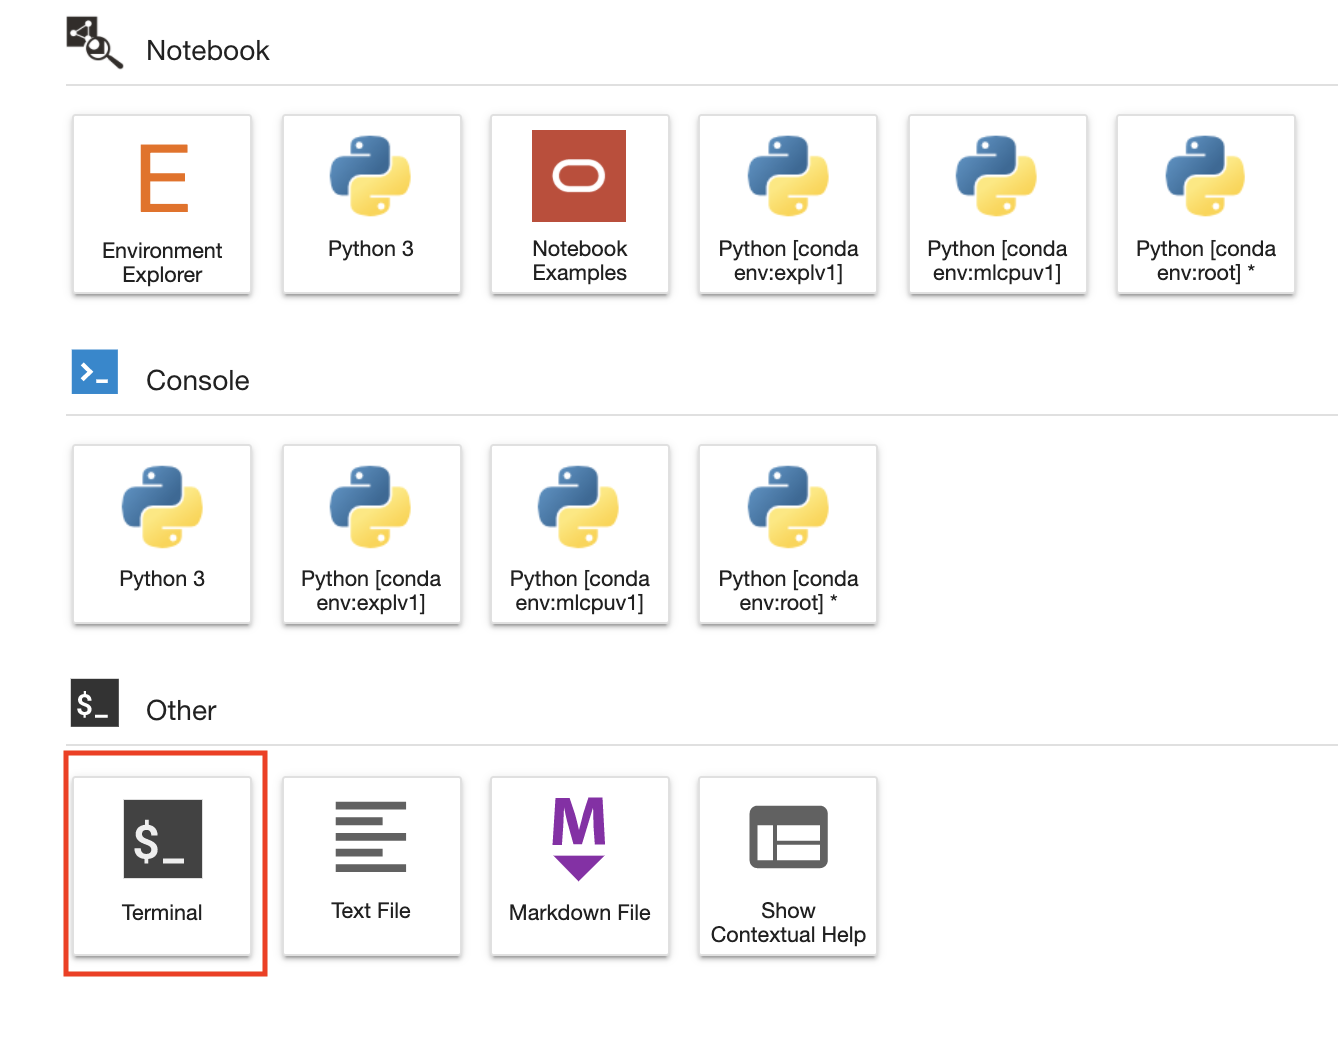 Notebook
E
Environment
Explorer
Python 3
Notebook
Examples
Python [conda
env:explv1]
Python [conda
env:mlcpuv1]
Python [conda
env:root] *
>_
Console
Python 3
Python [conda
env:explv1]
Python [conda
env:mlcpuv1]
Python [conda
env:root] *
$_
Other
$_
Terminal
Text File
M
Markdown File
Show
Contextual Help